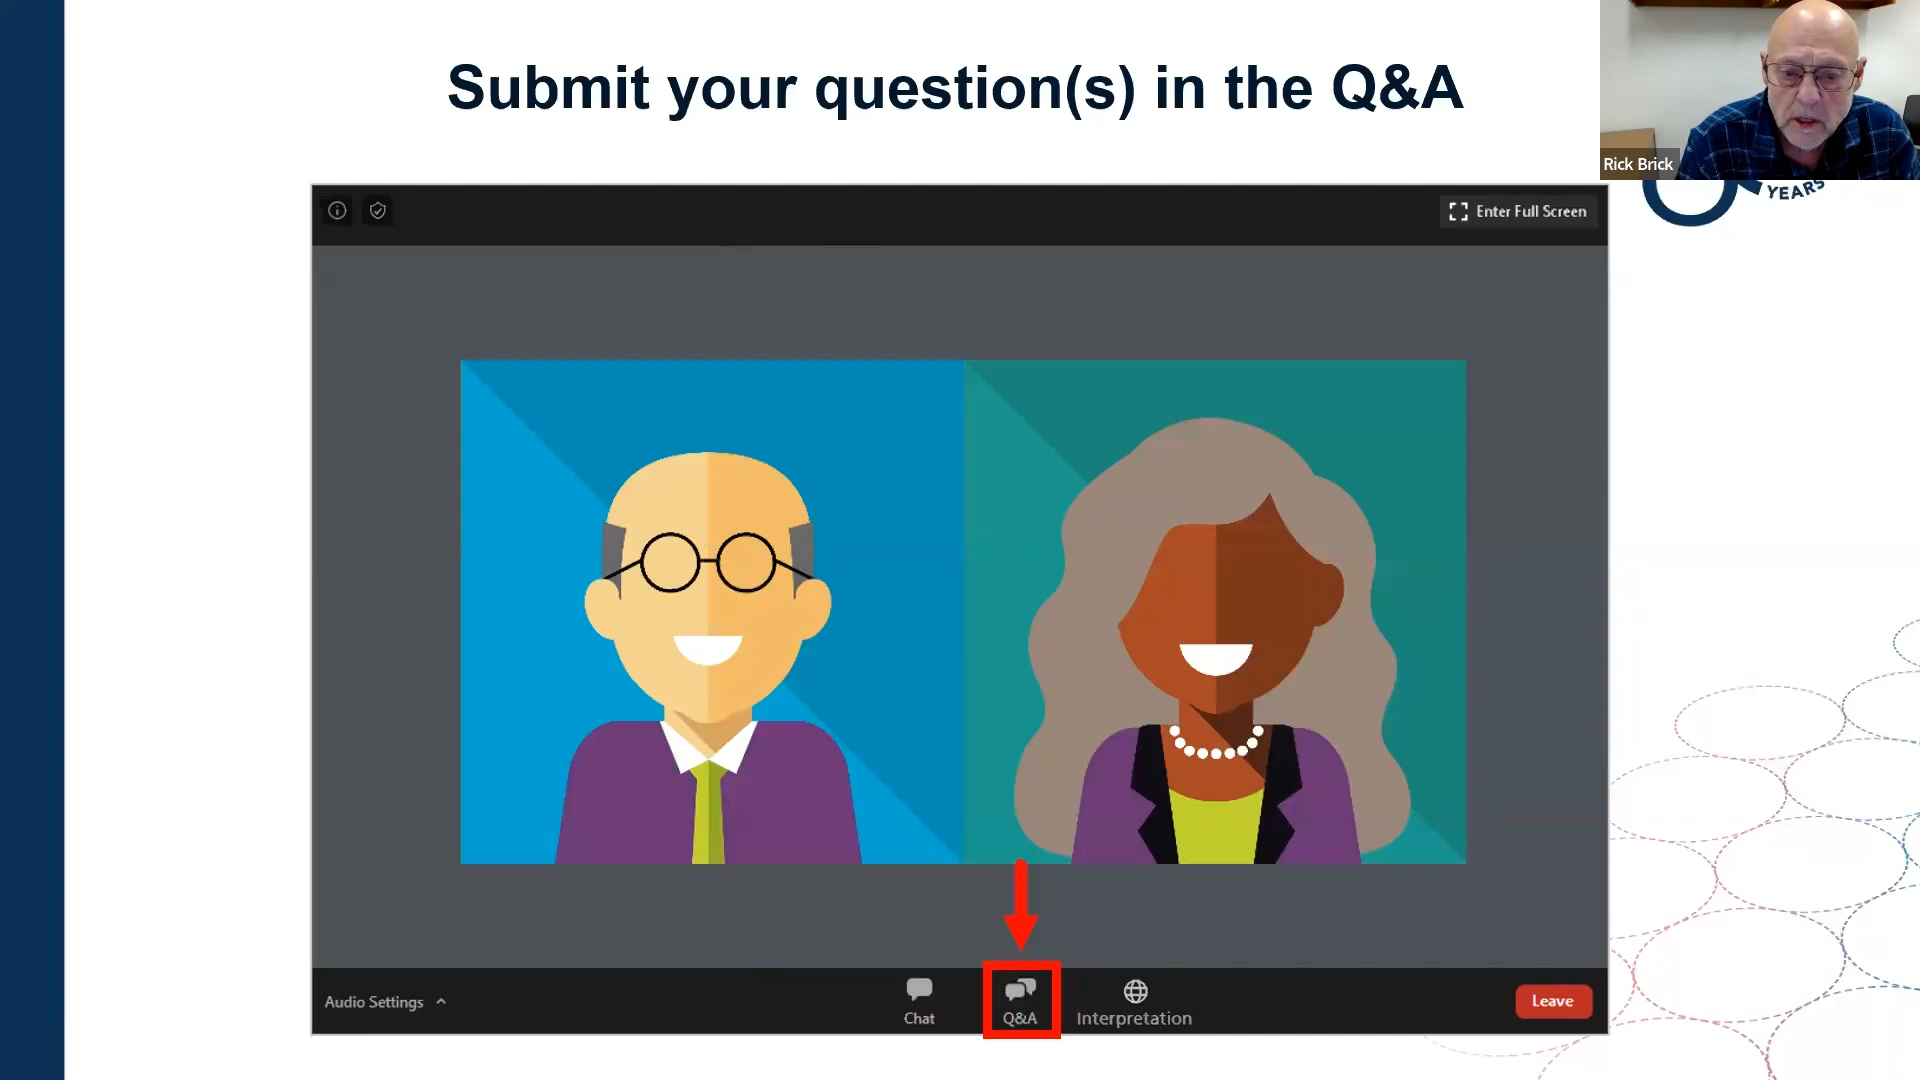 Submit your question(s) in the Q&A
Rick Brick
YEARS
Enter Full Screen
Audio Settings
Chat
Q&A
Interpretation
Leave